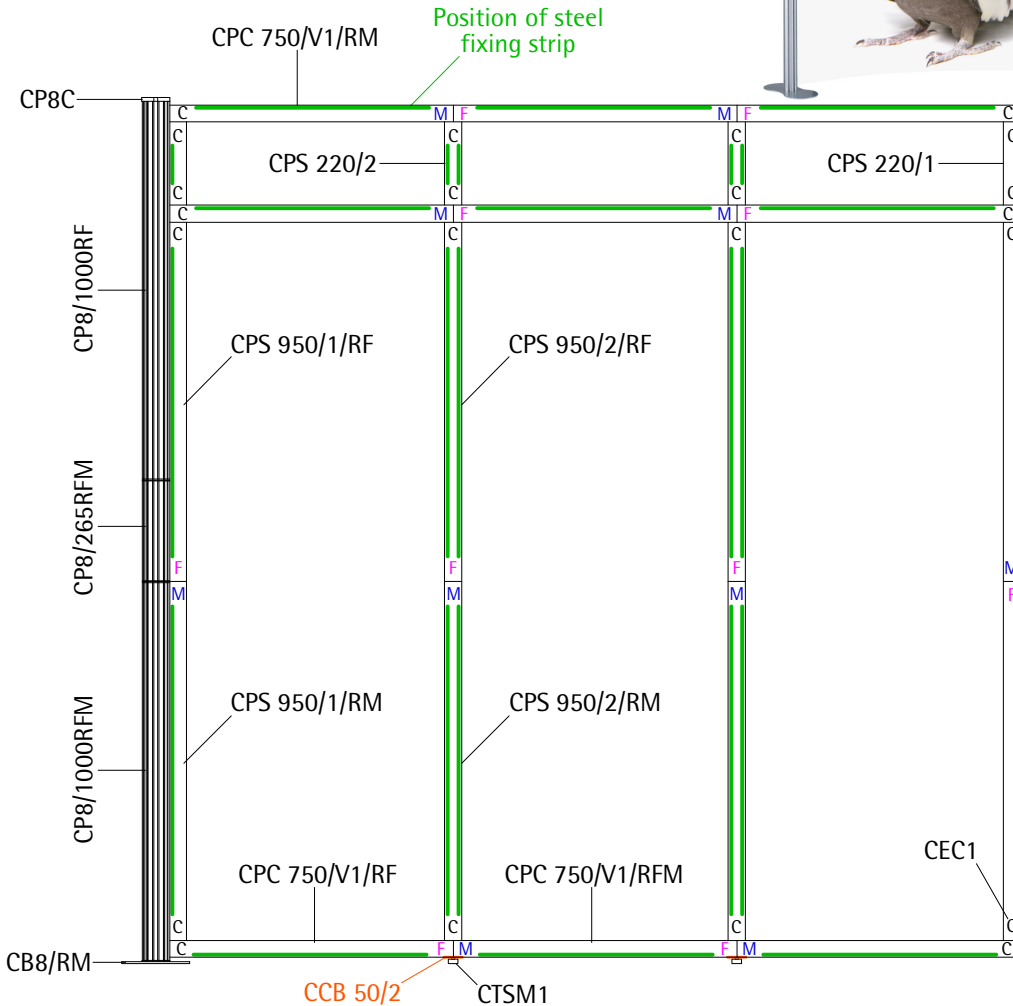 Position of steel
fixing strip
CPC 750/V1/RM
CP8C
C M F M F C
C C C C
CPS 220/2
CPS 220/1
C C C C
C M F M F C
C C C C
CP8/1000RF
CPS 950/1/RF
CPS 950/2/RF
CP8/265RFM
F F F M
M M M F
CPS 950/1/RM
CPS 950/2/RM
CP8/1000RFM
CPC 750/V1/RF
CPC 750/V1/RFM
CEC1
C C C C
C F M F M C
CB8/RM
CCB 50/2
CTSM1